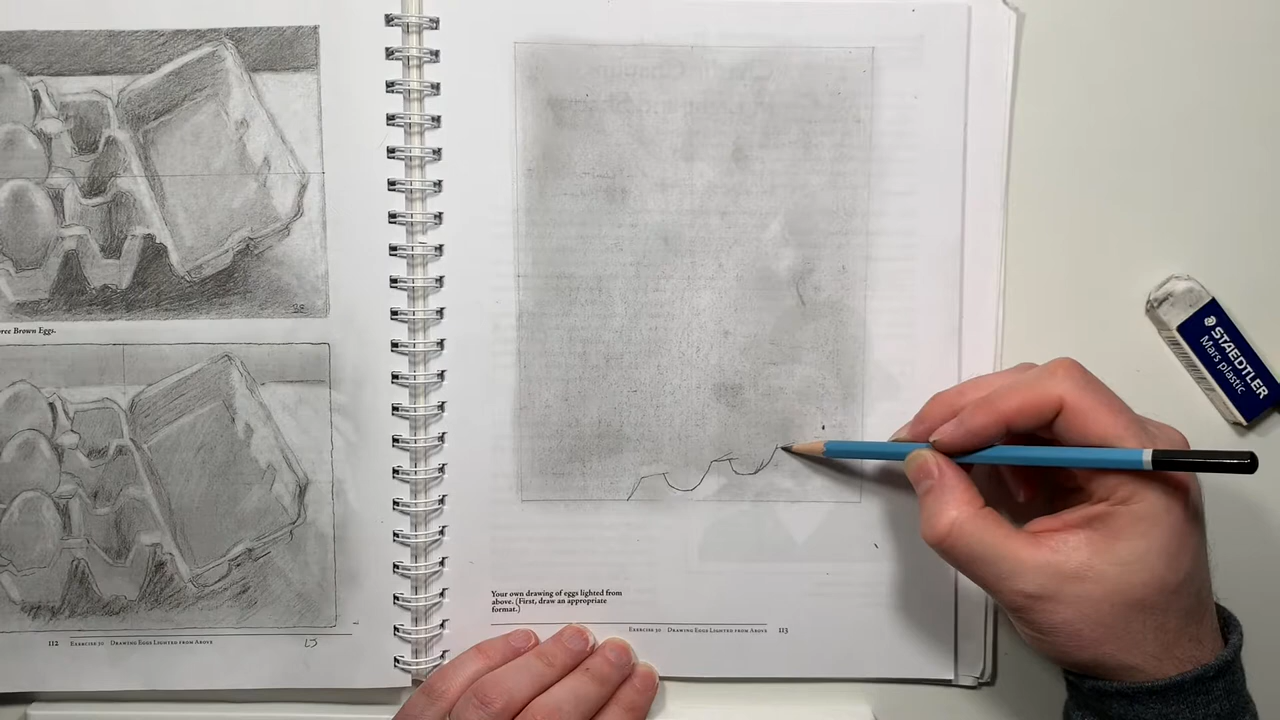 ree Brown Eggs.
112 Exercise 30 Drawing Eggs Lighted from Above
LS
Your own drawing of eggs lighted from
above. (First, draw an appropriate
format.)
Exercise 30 Drawing Eggs Lighted from Above 113
STAEDTLER
Mars plastic